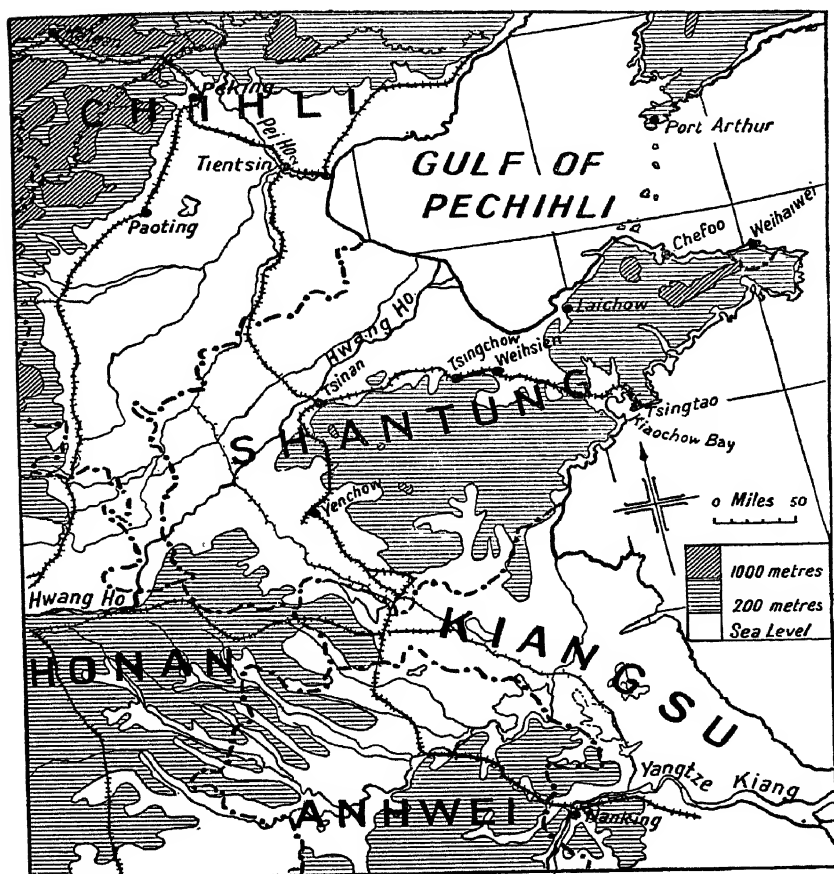 Kalgan
Peking
CHIHLI
Pei Ho
Tientsin
Paoting
GULF OF
PECHIHLI
Port Arthur
Chefoo
Weihaiwei
Laichow
Hwang Ho
Tsinan
Tsingchow
Weihsien
SHANTUNG
Tsingtao
Kiaochow Bay
Yenchow
0 Miles 50
1000 metres
200 metres
Sea Level
Hwang Ho
HONAN
KIANGSU
ANHWEI
Yangtze Kiang
Nanking